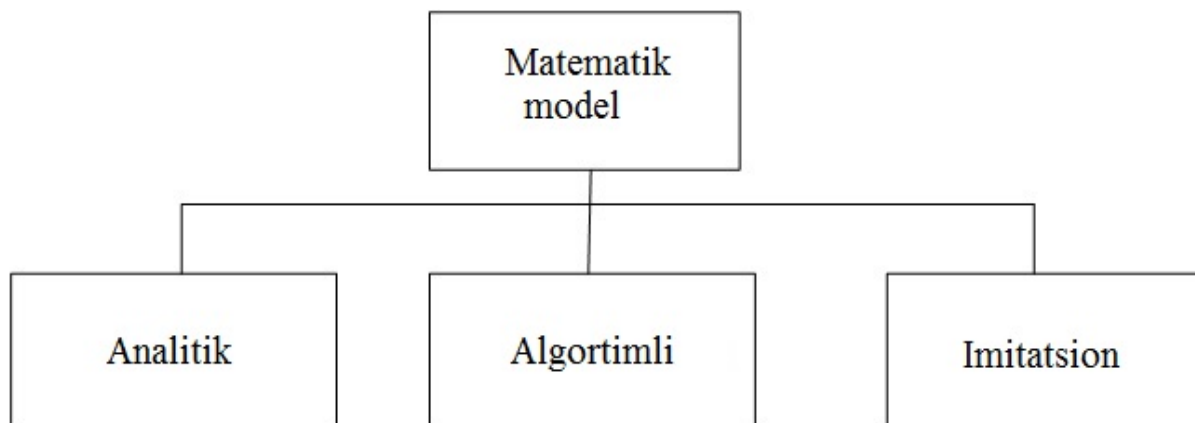 Matematik
model
Analitik
Algortimli
Imitatsion